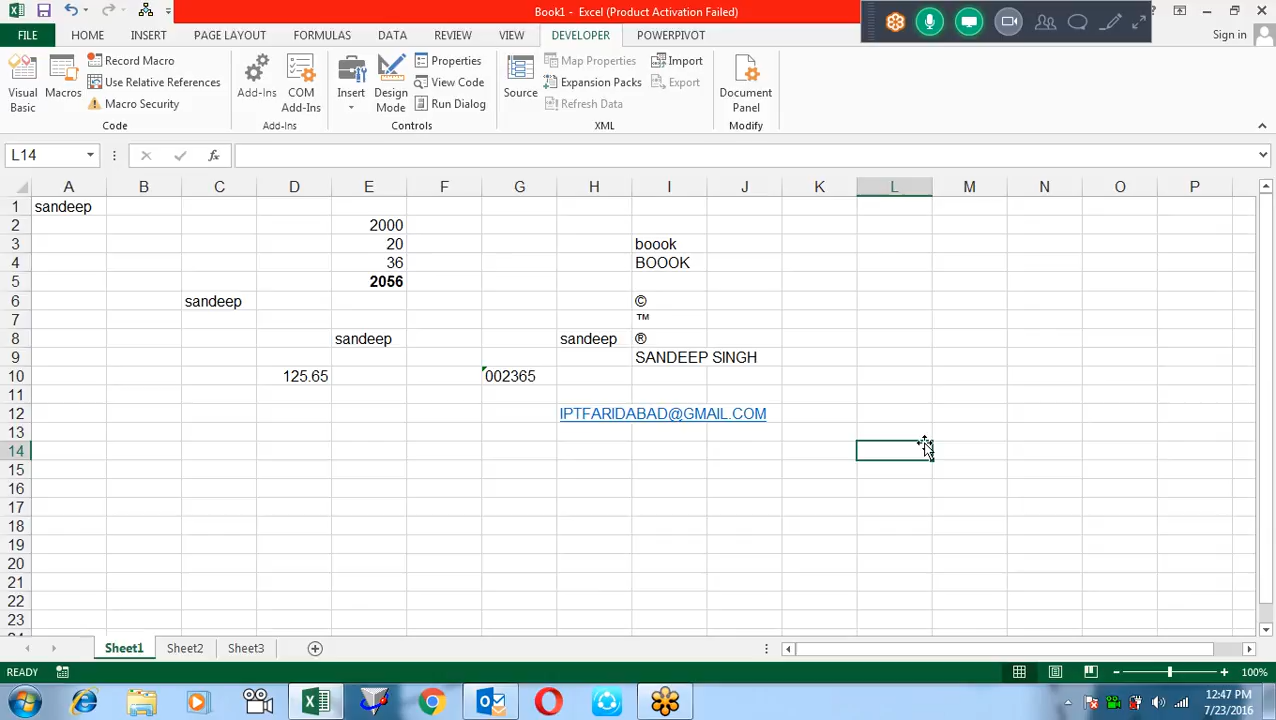 Book1 - Excel (Product Activation Failed)
Sign in
FILE HOME INSERT PAGE LAYOUT FORMULAS DATA REVIEW VIEW DEVELOPER POWERPIVOT
Visual Basic
Macros
Record Macro
Use Relative References
Macro Security
Code
Add-Ins
COM Add-Ins
Add-Ins
Insert
Design Mode
Properties
View Code
Run Dialog
Controls
Source
Map Properties
Expansion Packs
Refresh Data
Import
Export
XML
Document Panel
Modify
L14
fx
A B C D E F G H I J K L M N O P
1 sandeep
2 2000
3 20 boook
4 36 BOOOK
5 2056
6 sandeep ©
7 ™
8 sandeep sandeep ®
9 SANDEEP SINGH
10 125.65 002365
11
12 IPTFARIDABAD@GMAIL.COM
13
14
15
16
17
18
19
20
21
22
23
Sheet1 Sheet2 Sheet3
READY
100%
12:47 PM
7/23/2016